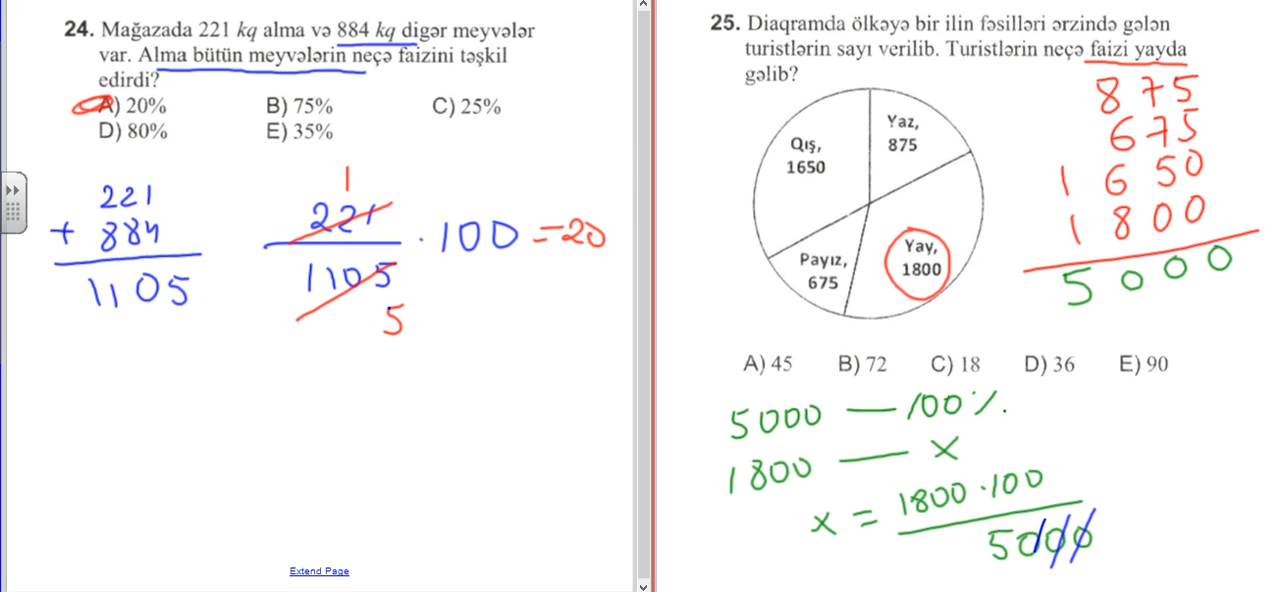 24. Mağazada 221 kq alma və 884 kq digər meyvələr
var. Alma bütün meyvələrin neçə faizini təşkil
edirdi?
A) 20% B) 75% C) 25%
D) 80% E) 35%
221
+ 884
1105
1
221
1105
5
· 100 = 20
Extend Page
25. Diaqramda ölkəyə bir ilin fəsilləri ərzində gələn
turistlərin sayı verilib. Turistlərin neçə faizi yayda
gəlib?
Qış,
1650
Yaz,
875
Payız,
675
Yay,
1800
875
675
1650
1800
5000
A) 45 B) 72 C) 18 D) 36 E) 90
5000 — 100%.
1800 — x
x = 1800 · 100
5000